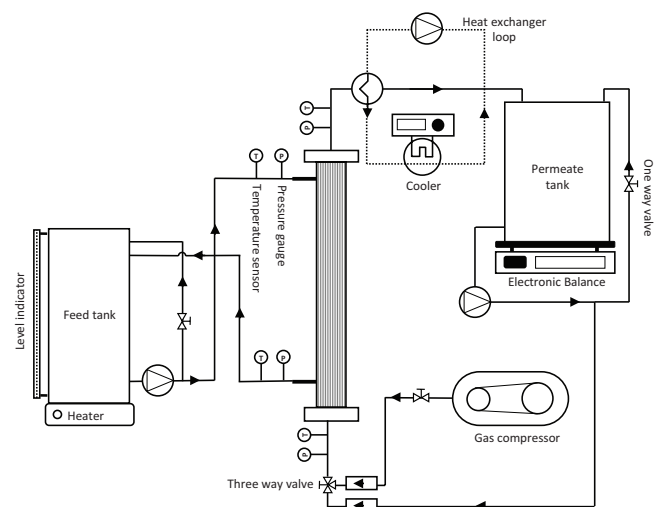 Heat exchanger
loop
T
P
Cooler
Permeate
tank
One way valve
T
P
Temperature sensor
Pressure gauge
Level indicator
Feed tank
Electronic Balance
T
P
Heater
Gas compressor
T
P
Three way valve